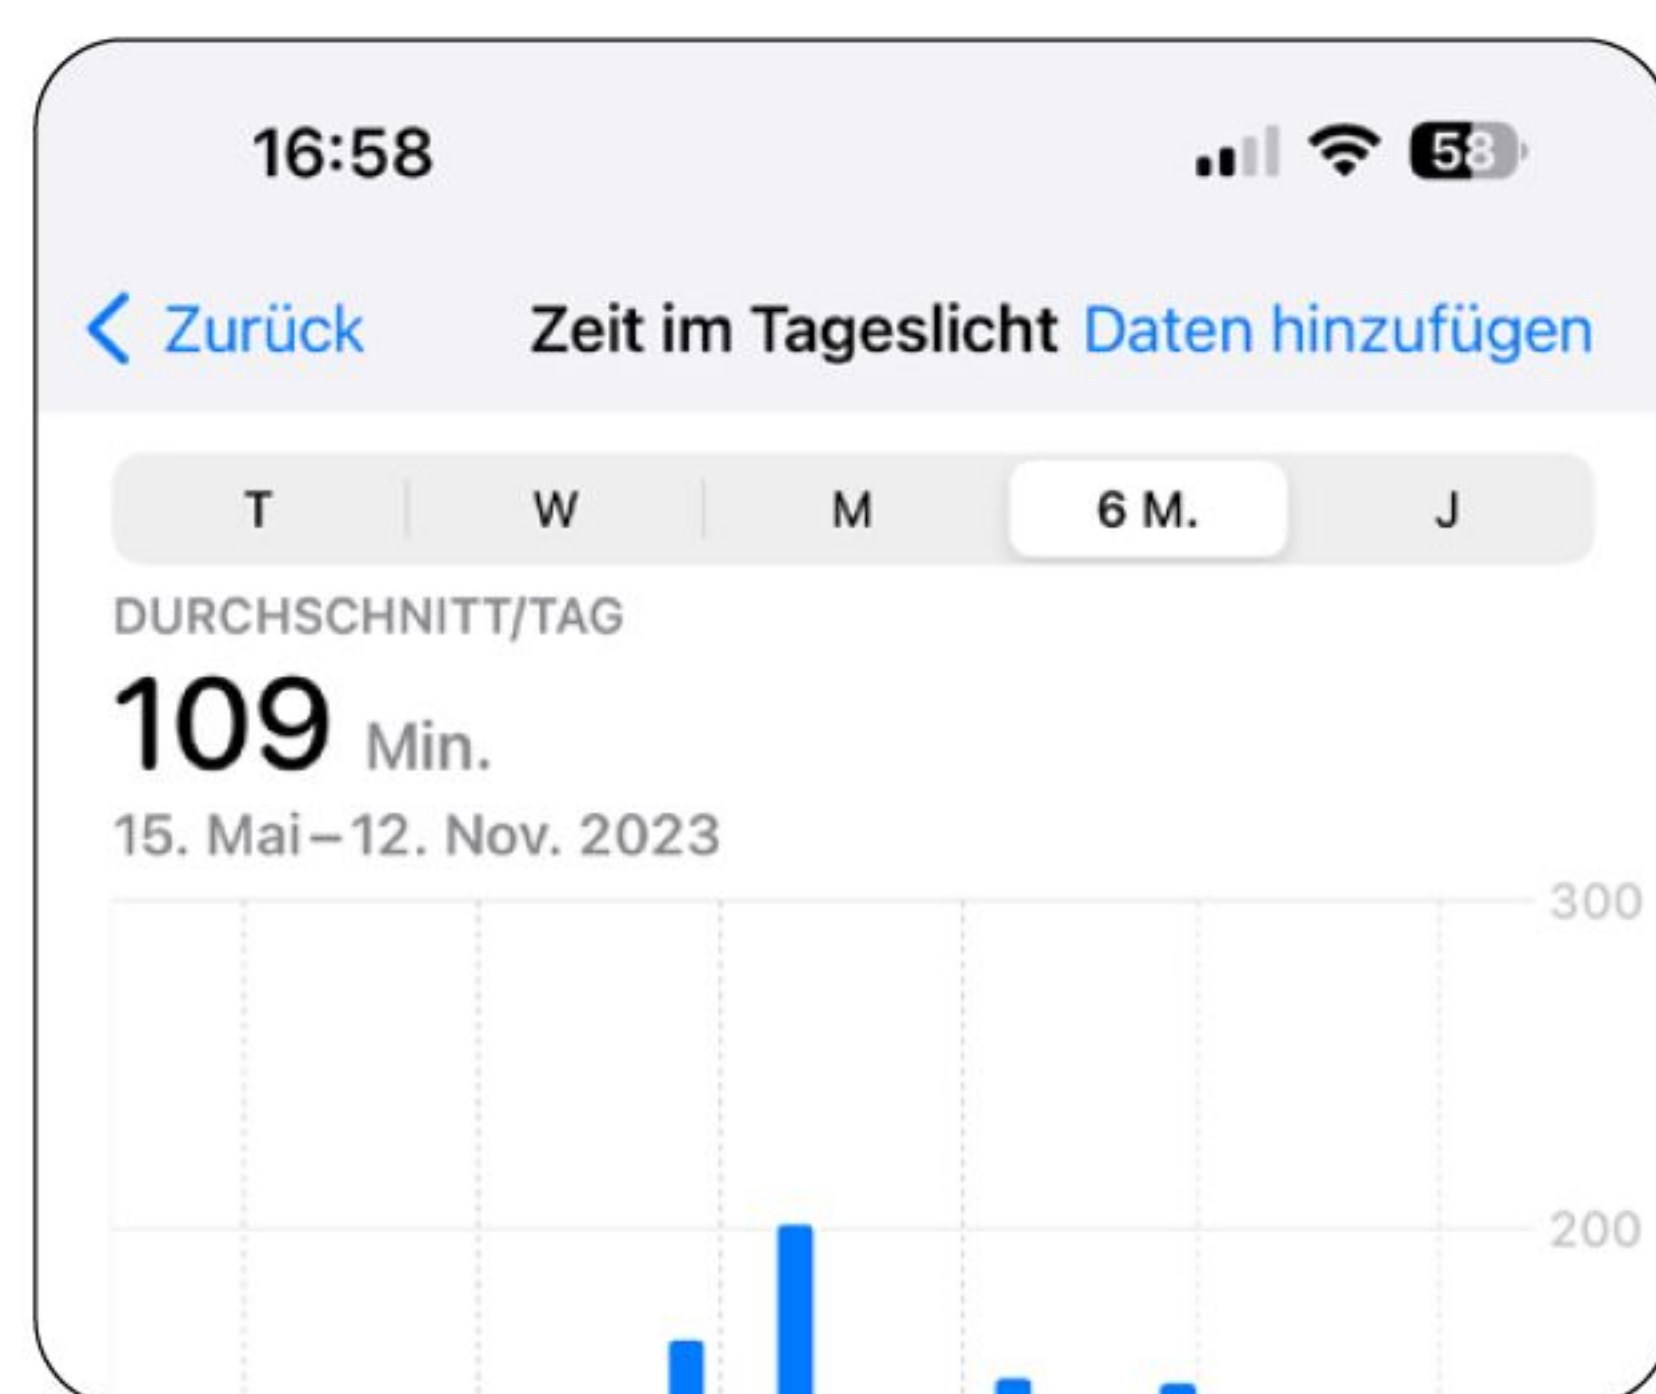 16:58 58
Zurück Zeit im Tageslicht Daten hinzufügen
T W M 6 M. J
DURCHSCHNITT/TAG
109 Min.
15. Mai–12. Nov. 2023
300
200